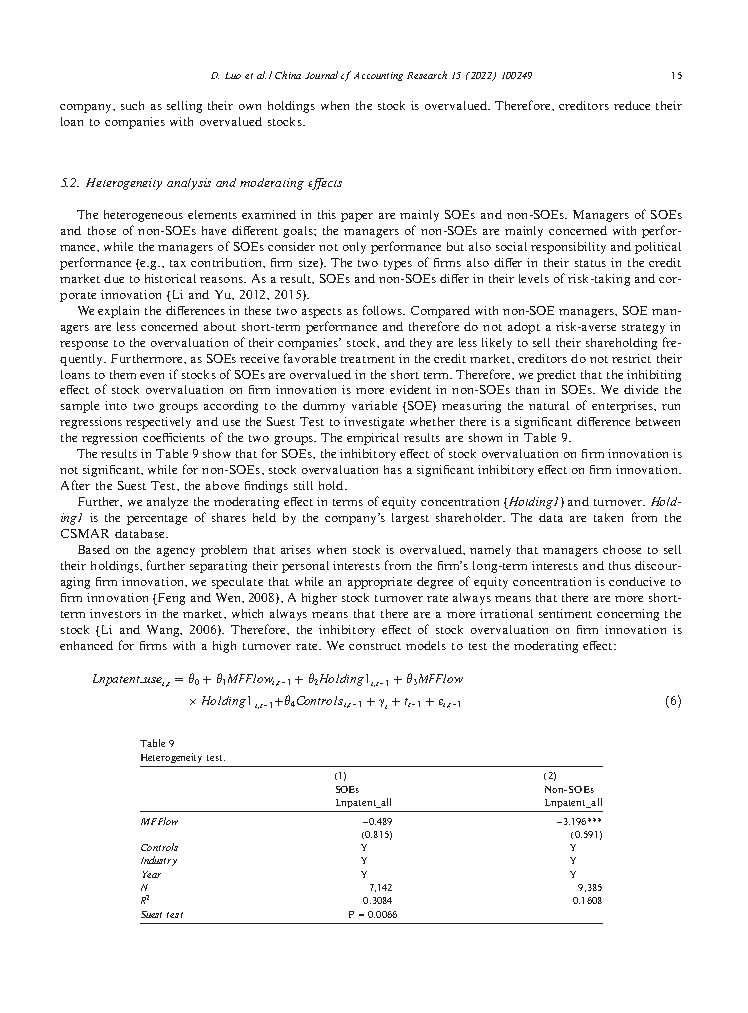 D. Luo et al. / China Journal of Accounting Research 15 (2022) 100249
15
company, such as selling their own holdings when the stock is overvalued. Therefore, creditors reduce their
loan to companies with overvalued stocks.
5.2. Heterogeneity analysis and moderating effects
The heterogeneous elements examined in this paper are mainly SOEs and non-SOEs. Managers of SOEs
and those of non-SOEs have different goals; the managers of non-SOEs are mainly concerned with perfor-
mance, while the managers of SOEs consider not only performance but also social responsibility and political
performance (e.g., tax contribution, firm size). The two types of firms also differ in their status in the credit
market due to historical reasons. As a result, SOEs and non-SOEs differ in their levels of risk-taking and cor-
porate innovation (Li and Yu, 2012, 2015).
We explain the differences in these two aspects as follows. Compared with non-SOE managers, SOE man-
agers are less concerned about short-term performance and therefore do not adopt a risk-averse strategy in
response to the overvaluation of their companies' stock, and they are less likely to sell their shareholding fre-
quently. Furthermore, as SOEs receive favorable treatment in the credit market, creditors do not restrict their
loans to them even if stocks of SOEs are overvalued in the short term. Therefore, we predict that the inhibiting
effect of stock overvaluation on firm innovation is more evident in non-SOEs than in SOEs. We divide the
sample into two groups according to the dummy variable (SOE) measuring the natural of enterprises, run
regressions respectively and use the Suest Test to investigate whether there is a significant difference between
the regression coefficients of the two groups. The empirical results are shown in Table 9.
The results in Table 9 show that for SOEs, the inhibitory effect of stock overvaluation on firm innovation is
not significant, while for non-SOEs, stock overvaluation has a significant inhibitory effect on firm innovation.
After the Suest Test, the above findings still hold.
Further, we analyze the moderating effect in terms of equity concentration (Holding1) and turnover. Hold-
ing1 is the percentage of shares held by the company's largest shareholder. The data are taken from the
CSMAR database.
Based on the agency problem that arises when stock is overvalued, namely that managers choose to sell
their holdings, further separating their personal interests from the firm's long-term interests and thus discour-
aging firm innovation, we speculate that while an appropriate degree of equity concentration is conducive to
firm innovation (Feng and Wen, 2008), A higher stock turnover rate always means that there are more short-
term investors in the market, which always means that there are a more irrational sentiment concerning the
stock (Li and Wang, 2006). Therefore, the inhibitory effect of stock overvaluation on firm innovation is
enhanced for firms with a high turnover rate. We construct models to test the moderating effect:
Lnpatent_use_{i,t} = θ0 + θ1MFFlow_{i,t−1} + θ2Holding1_{i,t−1} + θ3MFFlow
× Holding1_{i,t−1}+θ4Controls_{i,t−1} + γ_i + t_{t−1} + ε_{i,t−1} (6)
Table 9
Heterogeneity test.
(1) (2)
SOEs Non-SOEs
Lnpatent_all Lnpatent_all
MFFlow −0.489 −3.196***
(0.815) (0.591)
Controls Y Y
Industry Y Y
Year Y Y
N 7,142 9,385
R² 0.3084 0.1608
Suest test P = 0.0066